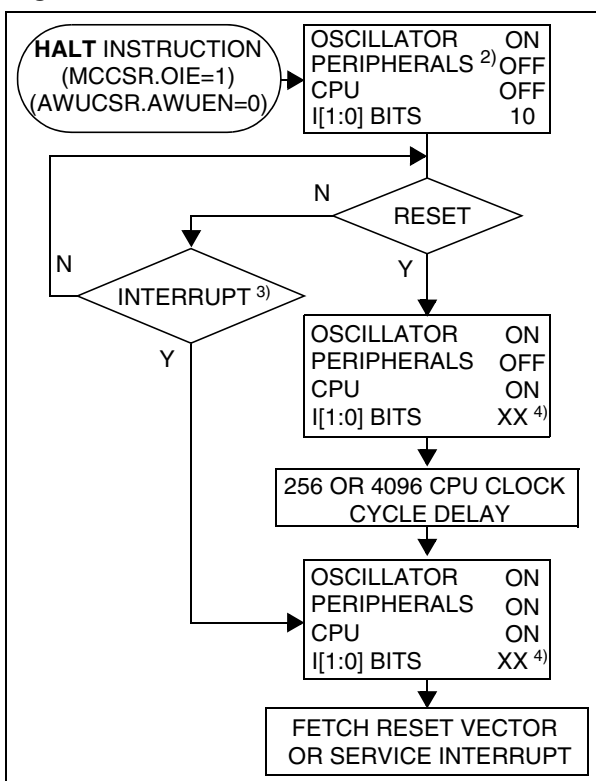 HALT INSTRUCTION
(MCCSR.OIE=1)
(AWUCSR.AWUEN=0)
OSCILLATOR ON
PERIPHERALS 2) OFF
CPU OFF
I[1:0] BITS 10
N
RESET
N
Y
INTERRUPT 3)
Y
OSCILLATOR ON
PERIPHERALS OFF
CPU ON
I[1:0] BITS XX 4)
256 OR 4096 CPU CLOCK
CYCLE DELAY
OSCILLATOR ON
PERIPHERALS ON
CPU ON
I[1:0] BITS XX 4)
FETCH RESET VECTOR
OR SERVICE INTERRUPT